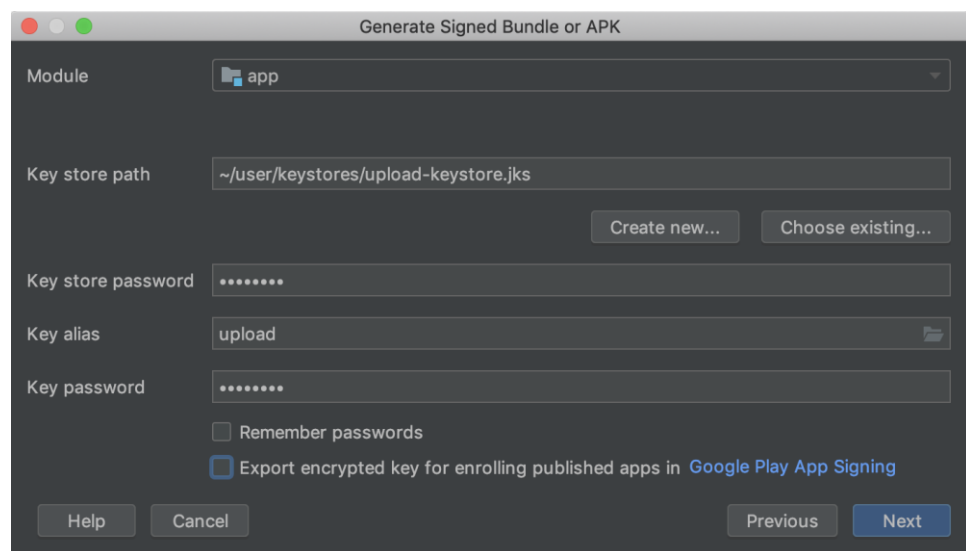 Generate Signed Bundle or APK
Module
app
Key store path
~/user/keystores/upload-keystore.jks
Create new...
Choose existing...
Key store password
••••••••
Key alias
upload
Key password
••••••••
Remember passwords
Export encrypted key for enrolling published apps in Google Play App Signing
Help
Cancel
Previous
Next